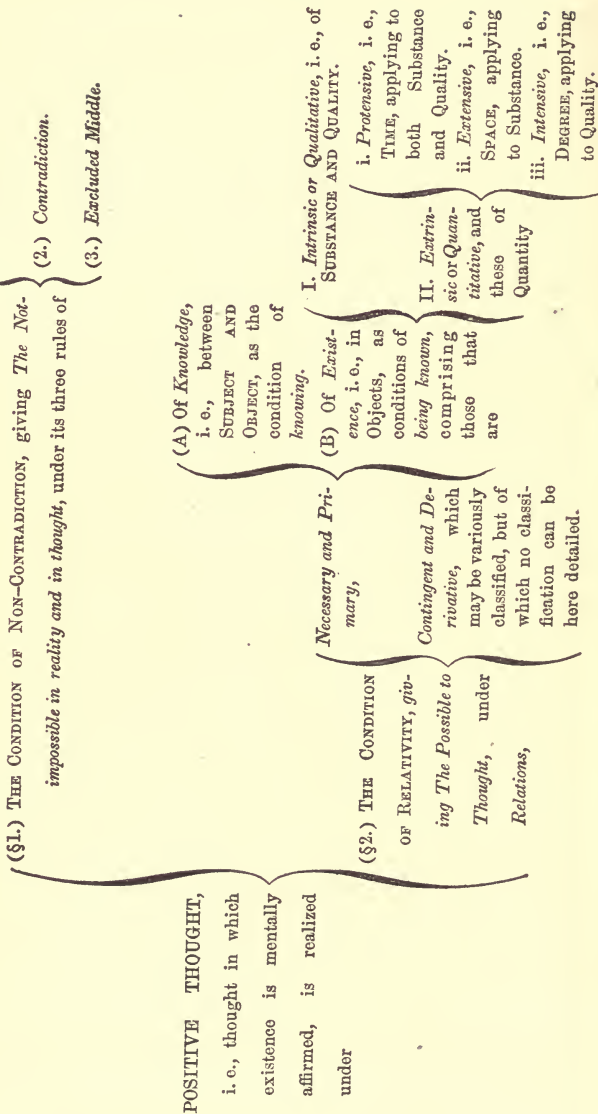 POSITIVE THOUGHT,
i. e., thought in which
existence is mentally
affirmed, is realized
under
(§1.) THE CONDITION OF NON-CONTRADICTION, giving The Not-
impossible in reality and in thought, under its three rules of
(2.) Contradiction.
(3.) Excluded Middle.
(§2.) THE CONDITION
OF RELATIVITY, giv-
ing The Possible to
Thought, under
Relations,
Necessary and Pri-
mary,
(A) Of Knowledge,
i. e., between
SUBJECT AND
OBJECT, as the
condition of
knowing.
(B) Of Exist-
ence, i. e., in
Objects, as
conditions of
being known,
comprising
those that
are
I. Intrinsic or Qualitative, i. e., of
SUBSTANCE AND QUALITY.
II. Extrin-
sic or Quan-
titative, and
these of
Quantity
i. Protensive, i. e.,
TIME, applying to
both Substance
and Quality.
ii. Extensive, i. e.,
SPACE, applying
to Substance.
iii. Intensive, i. e.,
DEGREE, applying
to Quality.
Contingent and De-
rivative, which
may be variously
classified, but of
which no classi-
fication can be
here detailed.